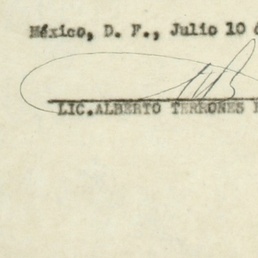 México, D. F., Julio 10
LIC.ALBERTO TERRONES